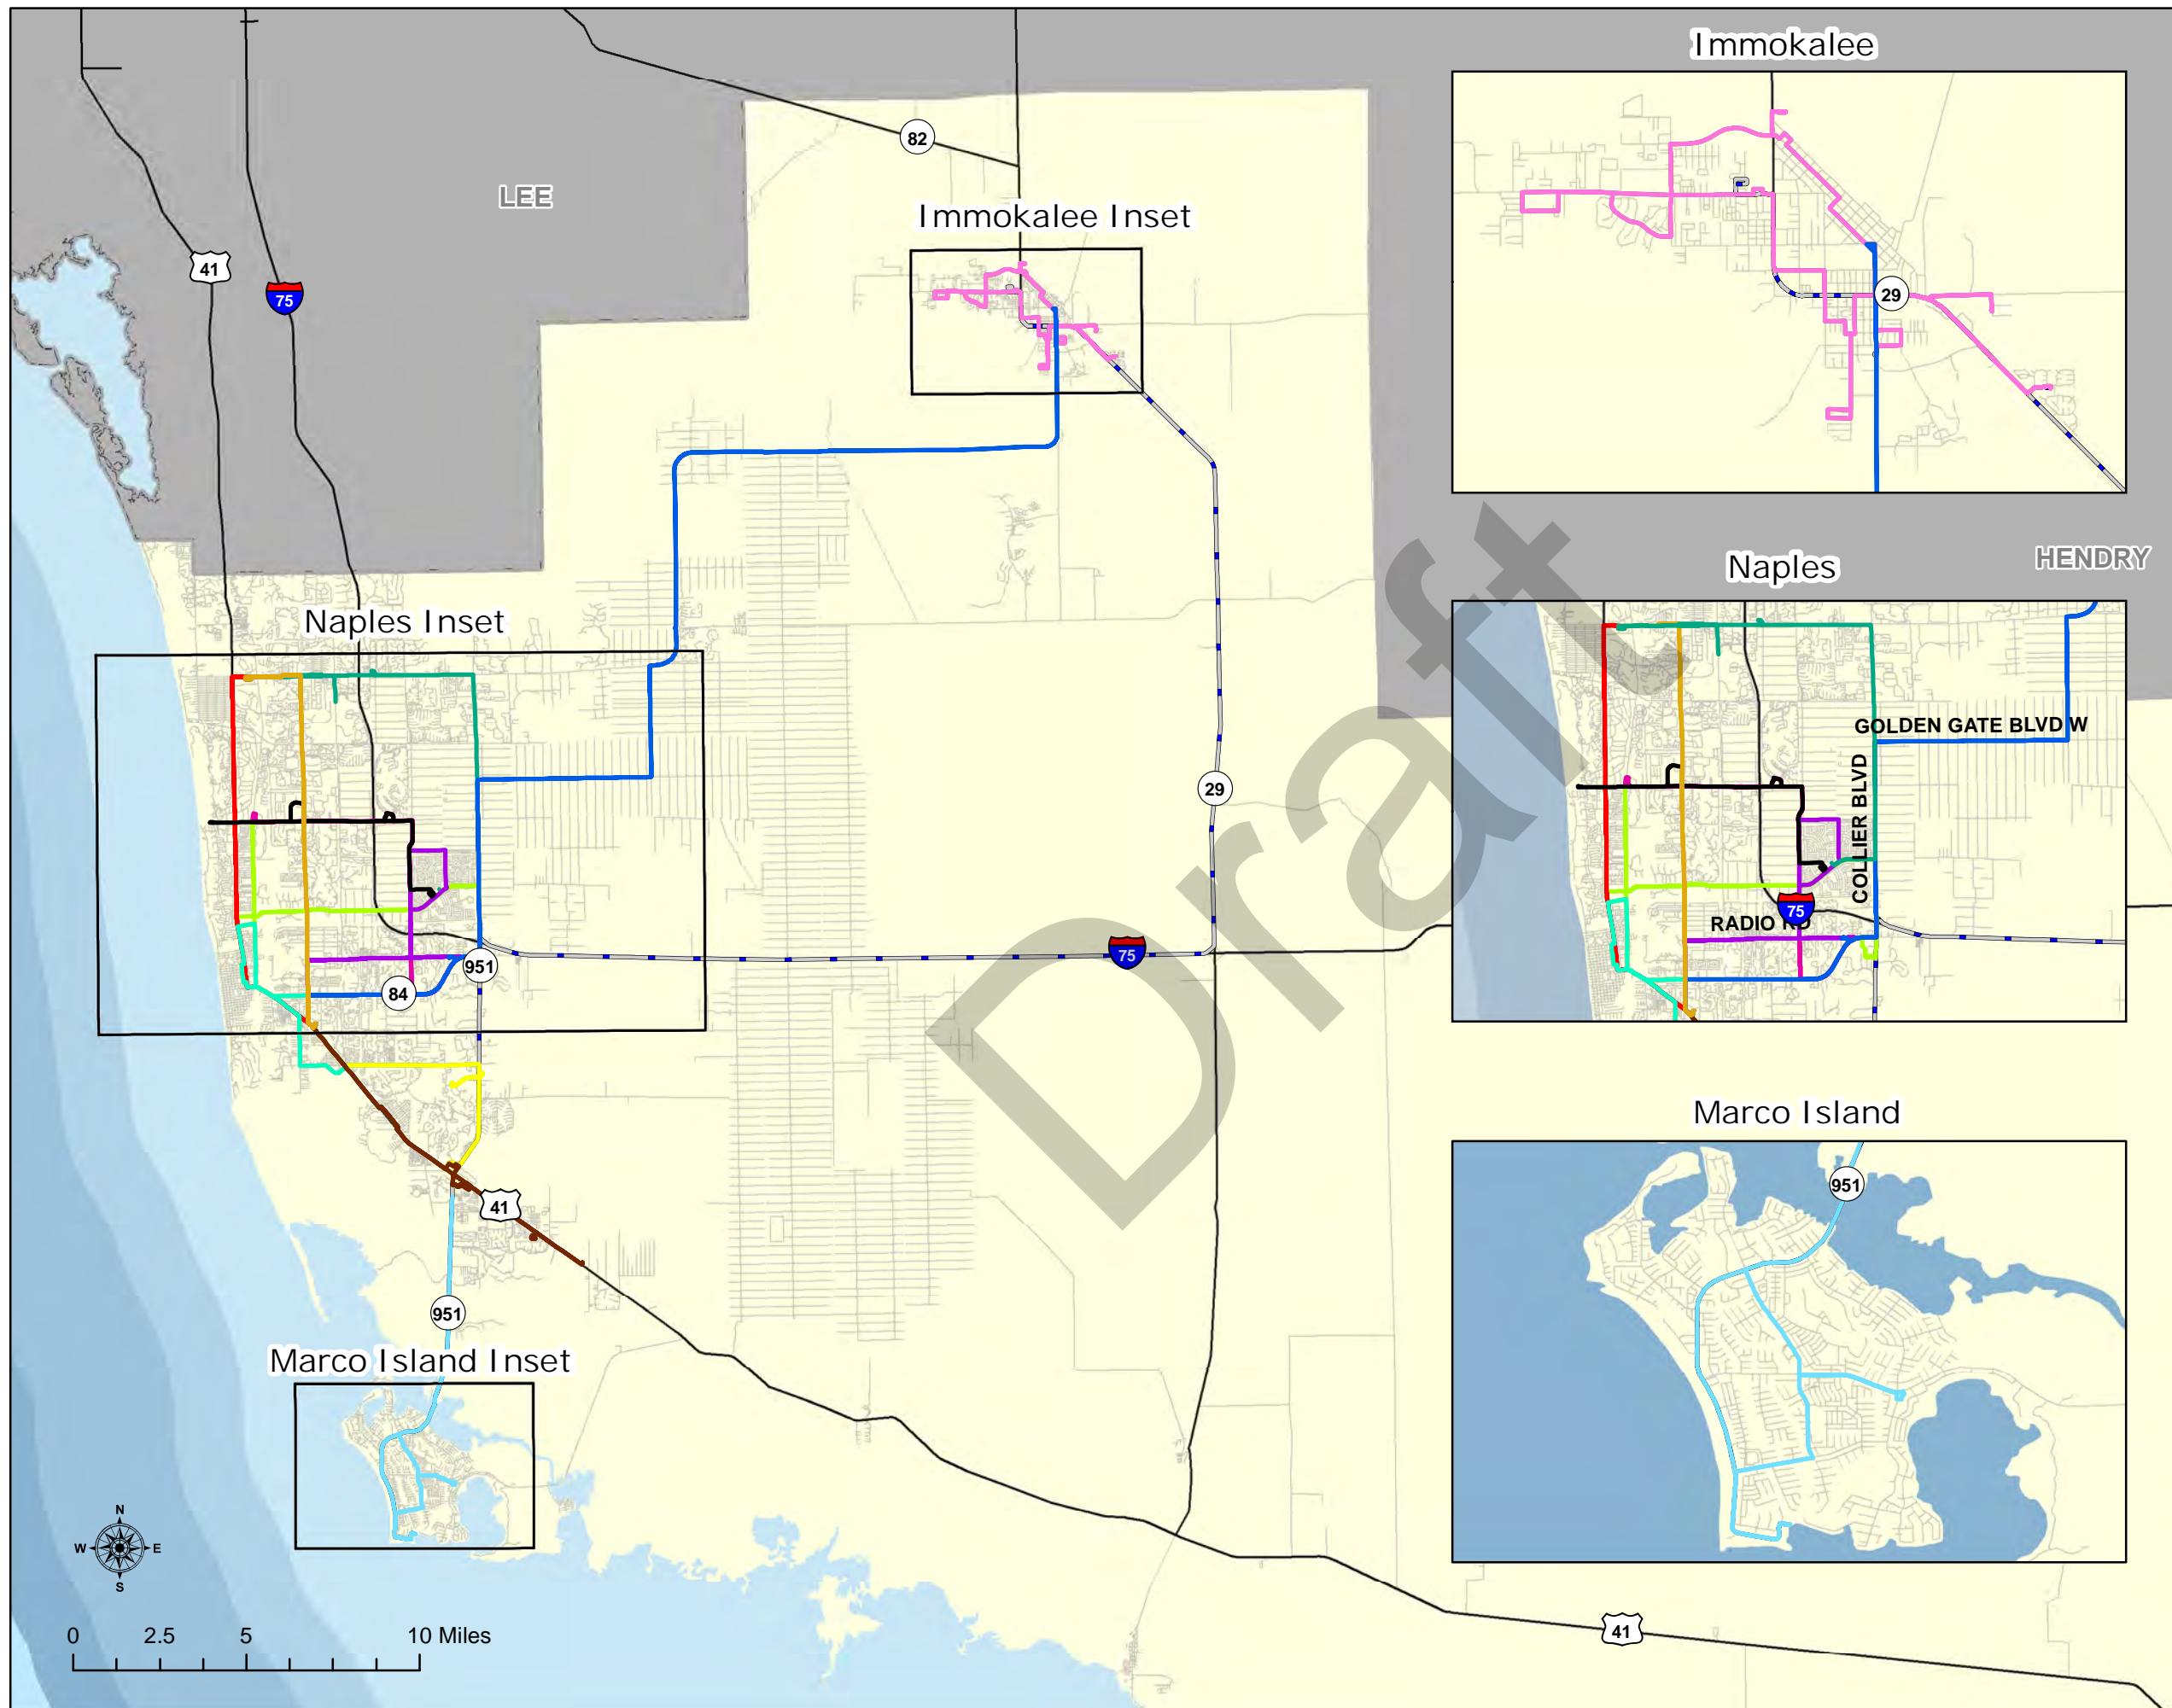 Immokalee
82
LEE
Immokalee Inset
41
75
29
HENDRY
Naples
Naples Inset
GOLDEN GATE BLVD W
COLLIER BLVD
29
RADIO RD
75
75
951
84
Draft
Marco Island
951
41
951
Marco Island Inset
N
W E
S
0 2.5 5 10 Miles
41